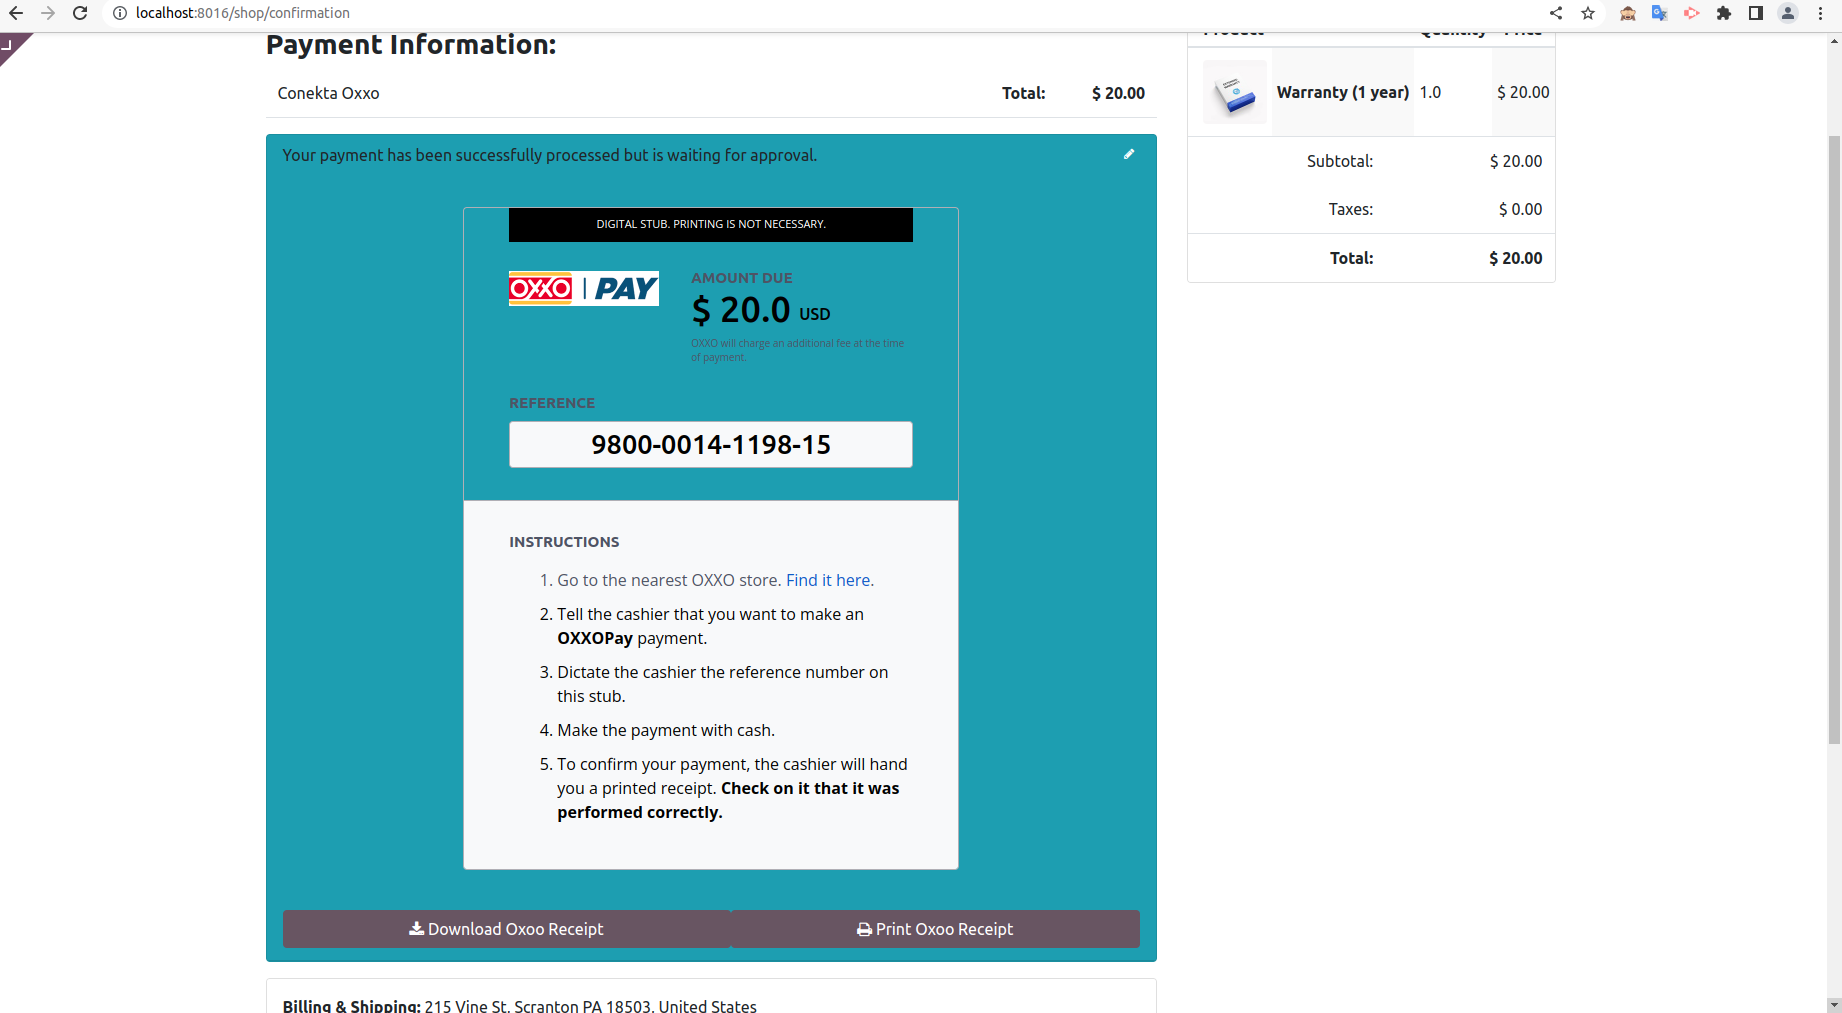 localhost:8016/shop/confirmation
Payment Information:
Conekta Oxxo
Total: $ 20.00
Your payment has been successfully processed but is waiting for approval.
DIGITAL STUB. PRINTING IS NOT NECESSARY.
OXXO | PAY
AMOUNT DUE
$ 20.0 USD
OXXO will charge an additional fee at the time
of payment.
REFERENCE
9800-0014-1198-15
INSTRUCTIONS
1. Go to the nearest OXXO store. Find it here.
2. Tell the cashier that you want to make an
OXXOPay payment.
3. Dictate the cashier the reference number on
this stub.
4. Make the payment with cash.
5. To confirm your payment, the cashier will hand
you a printed receipt. Check on it that it was
performed correctly.
Download Oxoo Receipt
Print Oxoo Receipt
Billing & Shipping: 215 Vine St, Scranton PA 18503, United States
Product Quantity Price
Warranty (1 year) 1.0 $ 20.00
Subtotal: $ 20.00
Taxes: $ 0.00
Total: $ 20.00